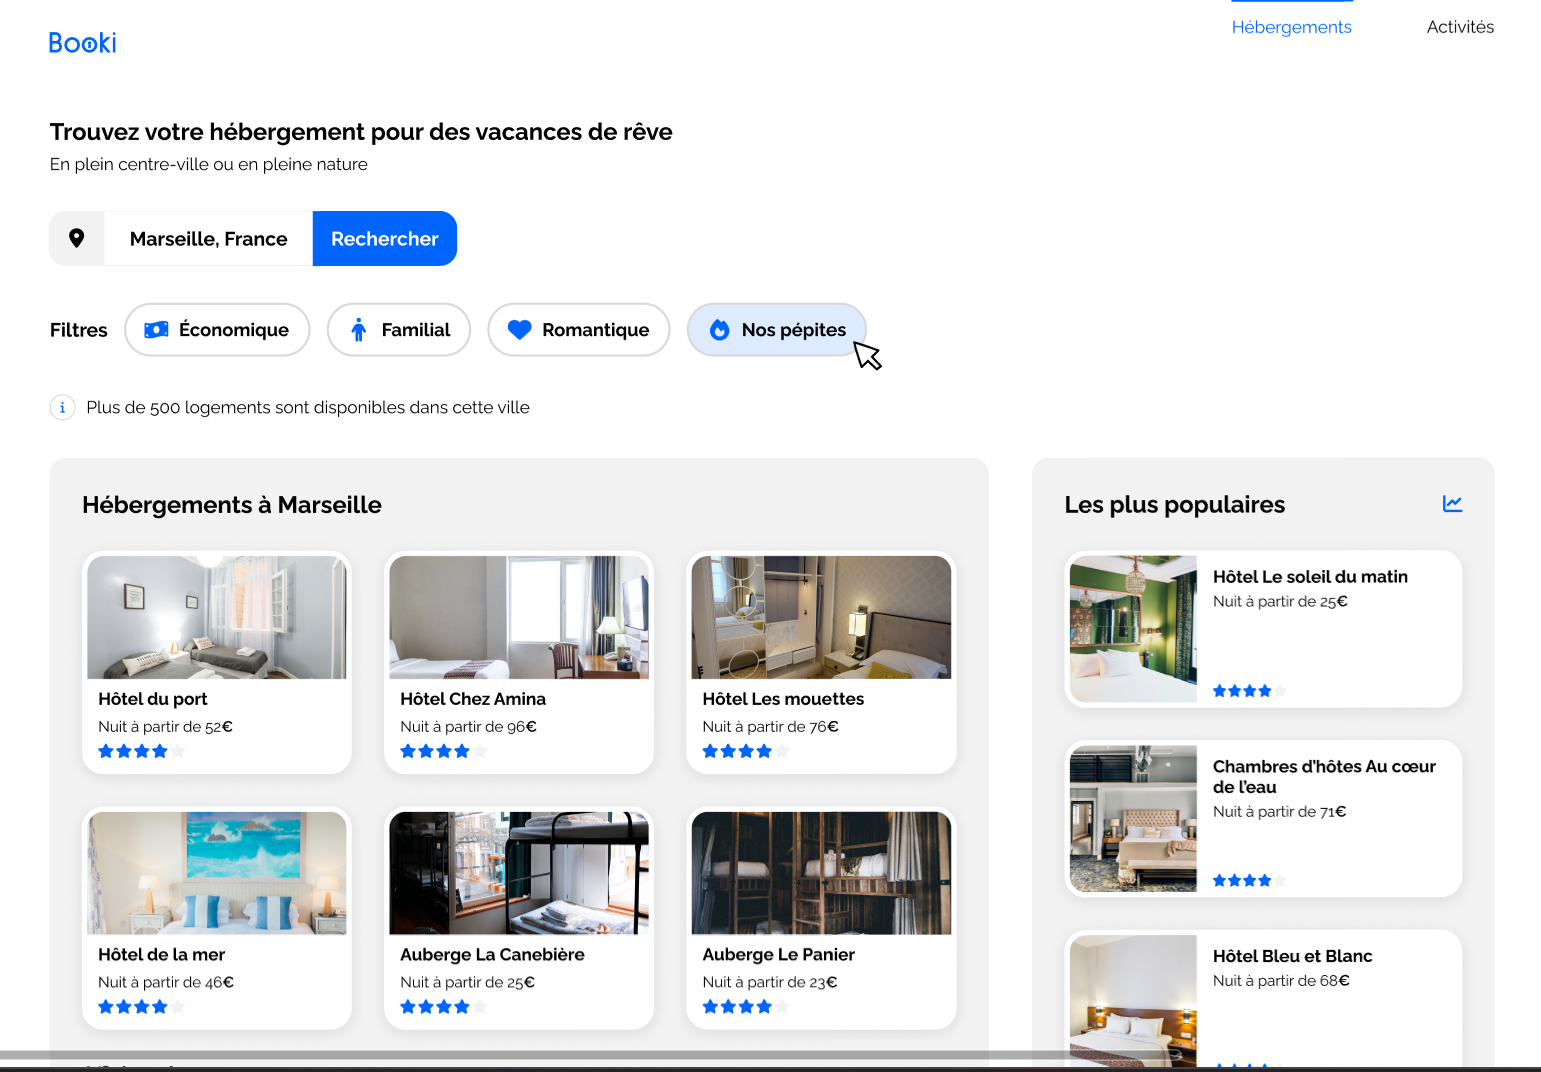 Booki
Hébergements
Activités
Trouvez votre hébergement pour des vacances de rêve
En plein centre-ville ou en pleine nature
Marseille, France
Rechercher
Filtres
Économique
Familial
Romantique
Nos pépites
Plus de 500 logements sont disponibles dans cette ville
Hébergements à Marseille
Hôtel du port
Nuit à partir de 52€
Hôtel Chez Amina
Nuit à partir de 96€
Hôtel Les mouettes
Nuit à partir de 76€
Hôtel de la mer
Nuit à partir de 46€
Auberge La Canebière
Nuit à partir de 25€
Auberge Le Panier
Nuit à partir de 23€
Les plus populaires
Hôtel Le soleil du matin
Nuit à partir de 25€
Chambres d'hôtes Au cœur
de l'eau
Nuit à partir de 71€
Hôtel Bleu et Blanc
Nuit à partir de 68€